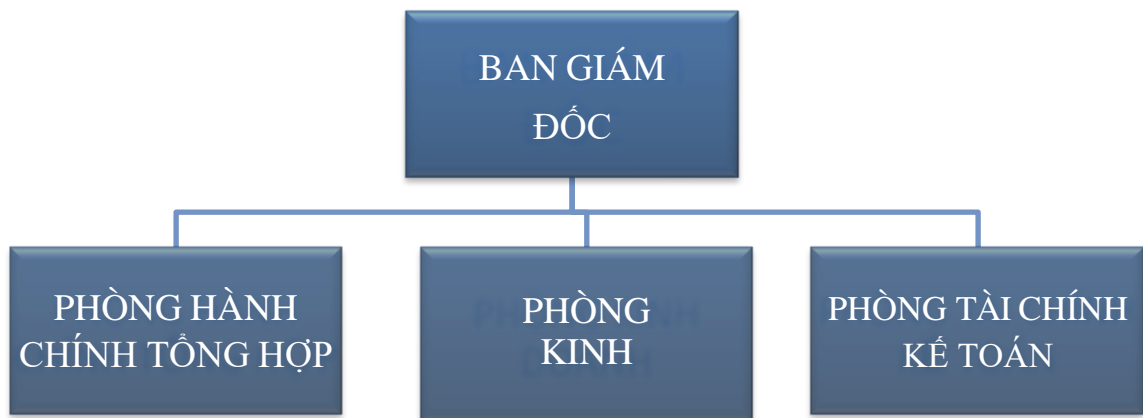 BAN GIÁM
ĐỐC
PHÒNG HÀNH
CHÍNH TỔNG HỢP
PHÒNG
KINH
PHÒNG TÀI CHÍNH
KẾ TOÁN